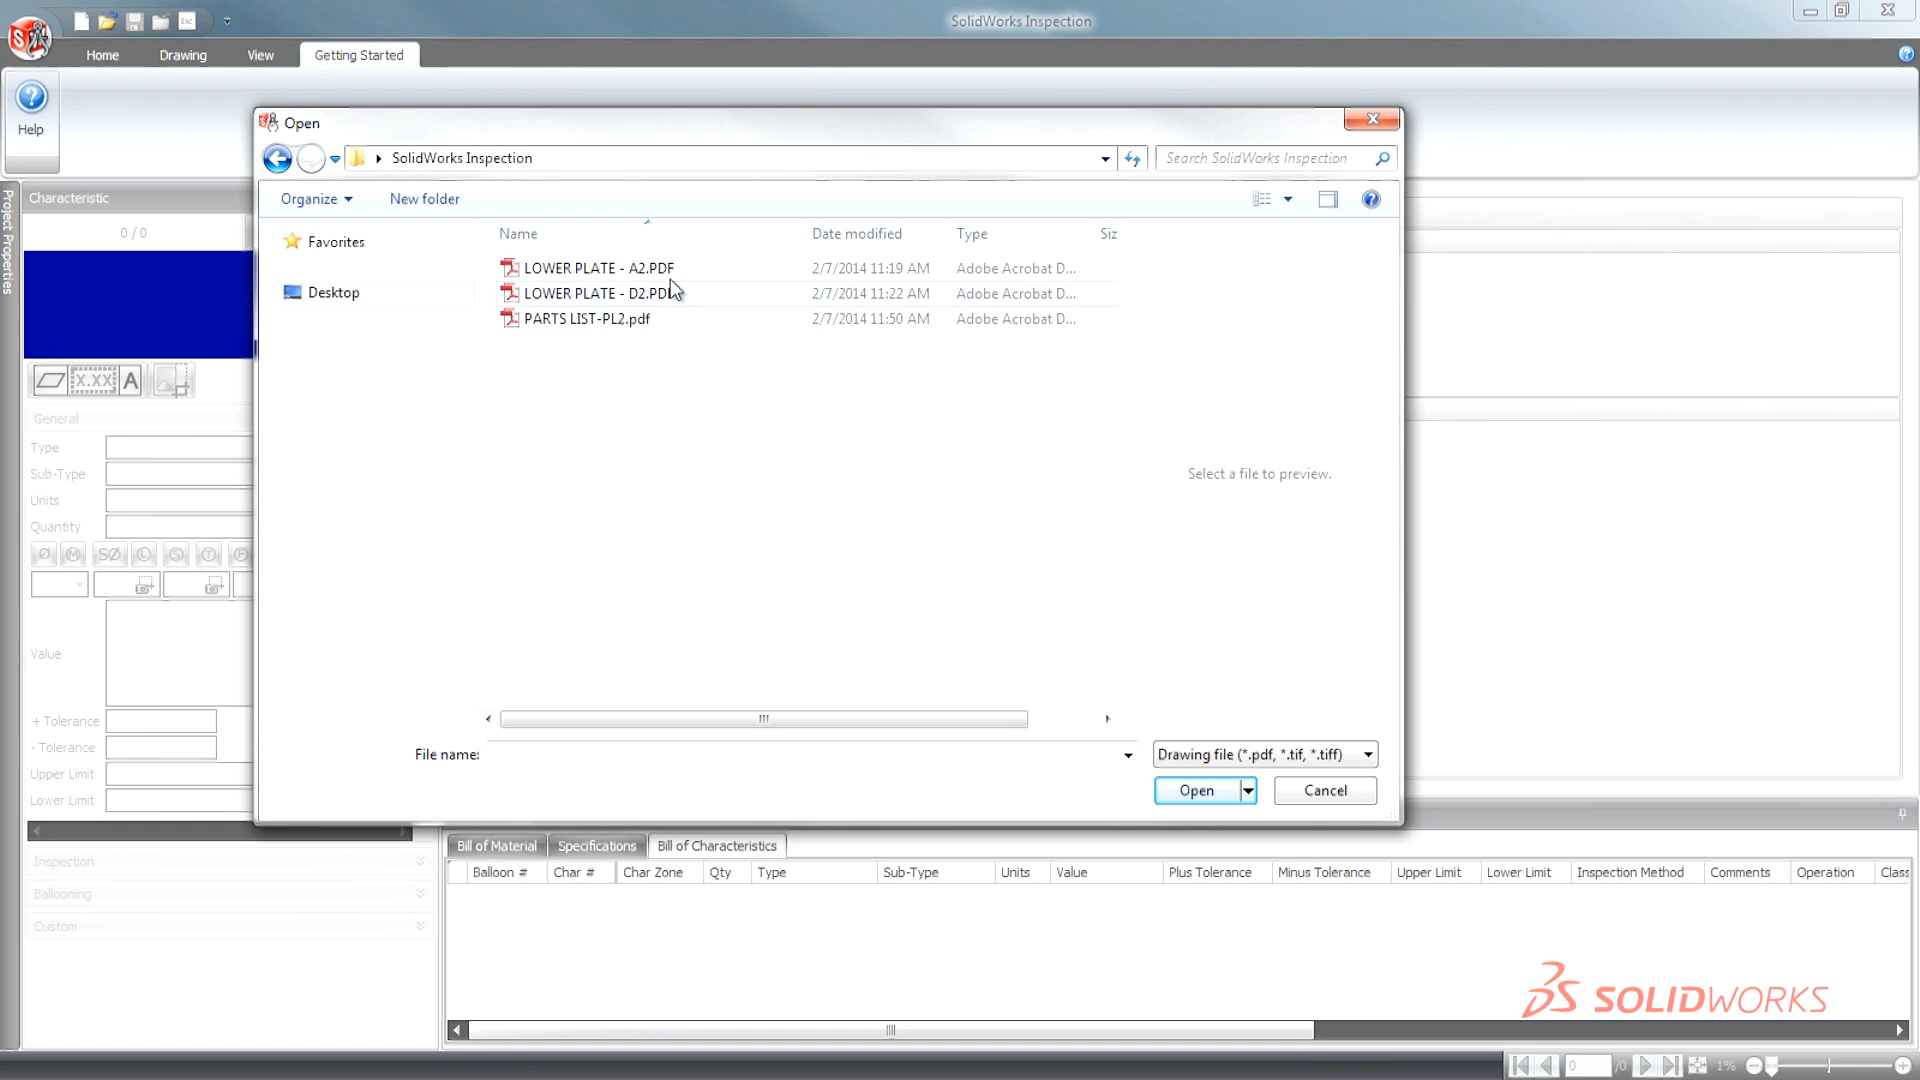 Esc
SolidWorks Inspection
Home
Drawing
View
Getting Started
Help
Open
SolidWorks Inspection
Search SolidWorks Inspection
Organize
New folder
Project Properties
Characteristic
0 / 0
Favorites
Desktop
Name
Date modified
Type
Siz
LOWER PLATE - A2.PDF
2/7/2014 11:19 AM
Adobe Acrobat D...
LOWER PLATE - D2.PDF
2/7/2014 11:22 AM
Adobe Acrobat D...
PARTS LIST-PL2.pdf
2/7/2014 11:50 AM
Adobe Acrobat D...
Select a file to preview.
X.XX
A
General
Type
Sub-Type
Units
Quantity
Ø
M
SØ
L
S
T
F
Value
+ Tolerance
- Tolerance
Upper Limit
Lower Limit
File name:
Drawing file (*.pdf, *.tif, *.tiff)
Open
Cancel
Inspection
Ballooning
Custom
Bill of Material
Specifications
Bill of Characteristics
Balloon #
Char #
Char Zone
Qty
Type
Sub-Type
Units
Value
Plus Tolerance
Minus Tolerance
Upper Limit
Lower Limit
Inspection Method
Comments
Operation
Class
SOLIDWORKS
0
/0
1%